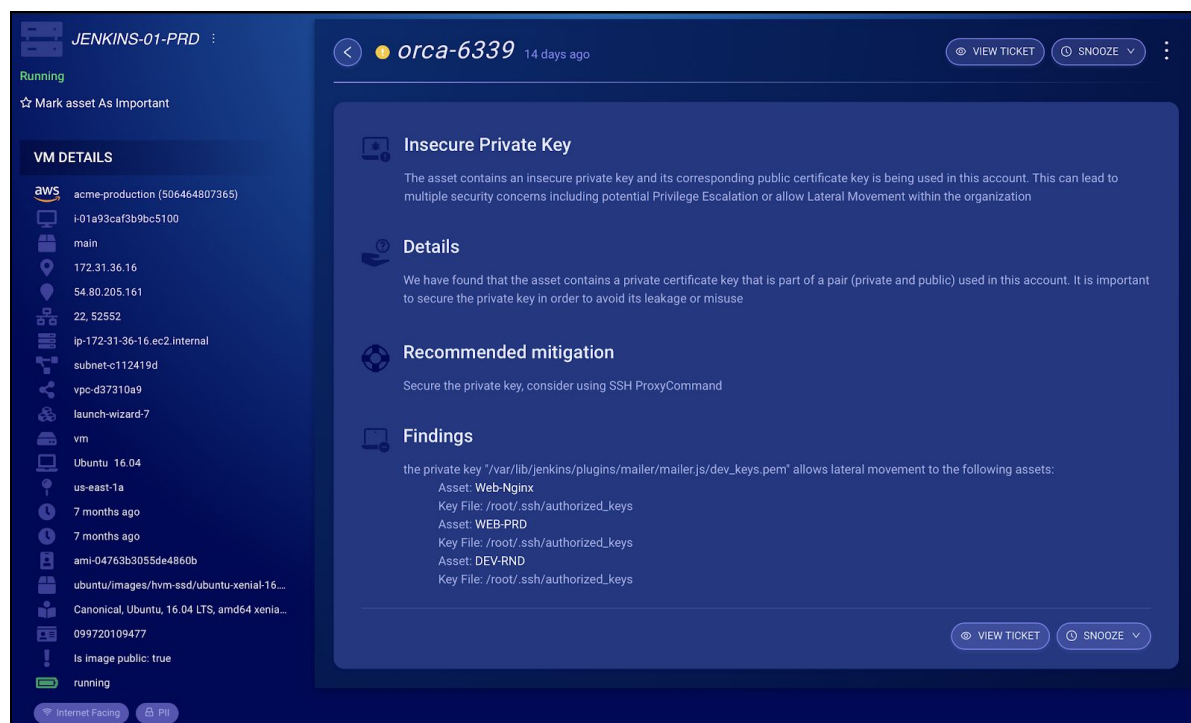 JENKINS-01-PRD
Running
Mark asset As Important
VM DETAILS
aws acme-production (506464807365)
i-01a93caf3b9bc5100
main
172.31.36.16
54.80.205.161
22, 52552
ip-172-31-36-16.ec2.internal
subnet-c112419d
vpc-d37310a9
launch-wizard-7
vm
Ubuntu 16.04
us-east-1a
7 months ago
7 months ago
ami-04763b3055de4860b
ubuntu/images/hvm-ssd/ubuntu-xenial-16....
Canonical, Ubuntu, 16.04 LTS, amd64 xenia...
099720109477
Is image public: true
running
Internet Facing PII
orca-6339 14 days ago
VIEW TICKET SNOOZE
Insecure Private Key
The asset contains an insecure private key and its corresponding public certificate key is being used in this account. This can lead to
multiple security concerns including potential Privilege Escalation or allow Lateral Movement within the organization
Details
We have found that the asset contains a private certificate key that is part of a pair (private and public) used in this account. It is important
to secure the private key in order to avoid its leakage or misuse
Recommended mitigation
Secure the private key, consider using SSH ProxyCommand
Findings
the private key "/var/lib/jenkins/plugins/mailer/mailer.js/dev_keys.pem" allows lateral movement to the following assets:
Asset: Web-Nginx
Key File: /root/.ssh/authorized_keys
Asset: WEB-PRD
Key File: /root/.ssh/authorized_keys
Asset: DEV-RND
Key File: /root/.ssh/authorized_keys
VIEW TICKET SNOOZE